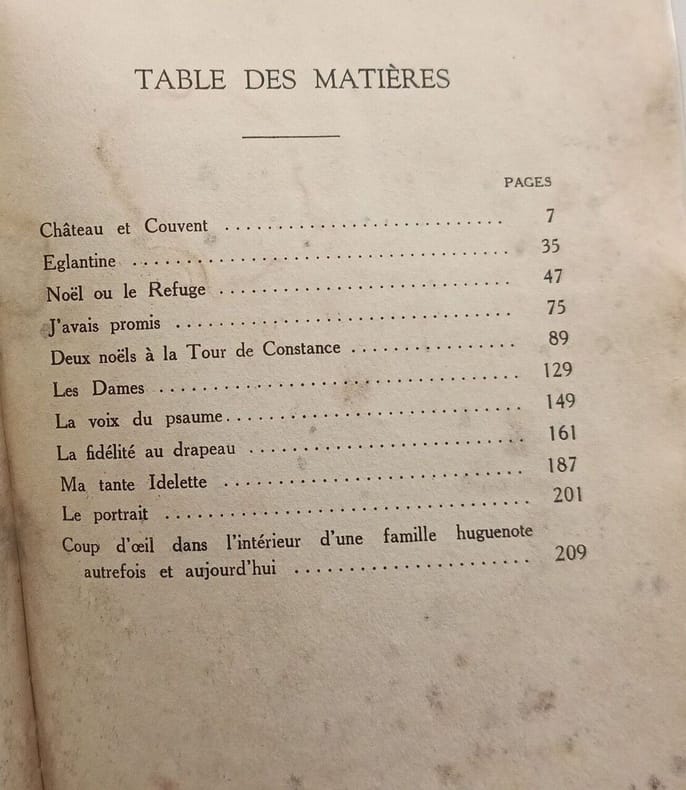 TABLE DES MATIÈRES
PAGES
Château et Couvent .......................... 7
Eglantine ................................... 35
Noël ou le Refuge ........................... 47
J'avais promis .............................. 75
Deux noëls à la Tour de Constance ................ 89
Les Dames ................................... 129
La voix du psaume............................ 149
La fidélité au drapeau ...................... 161
Ma tante Idelette ........................... 187
Le portrait ................................. 201
Coup d'œil dans l'intérieur d'une famille huguenote
autrefois et aujourd'hui ...................... 209